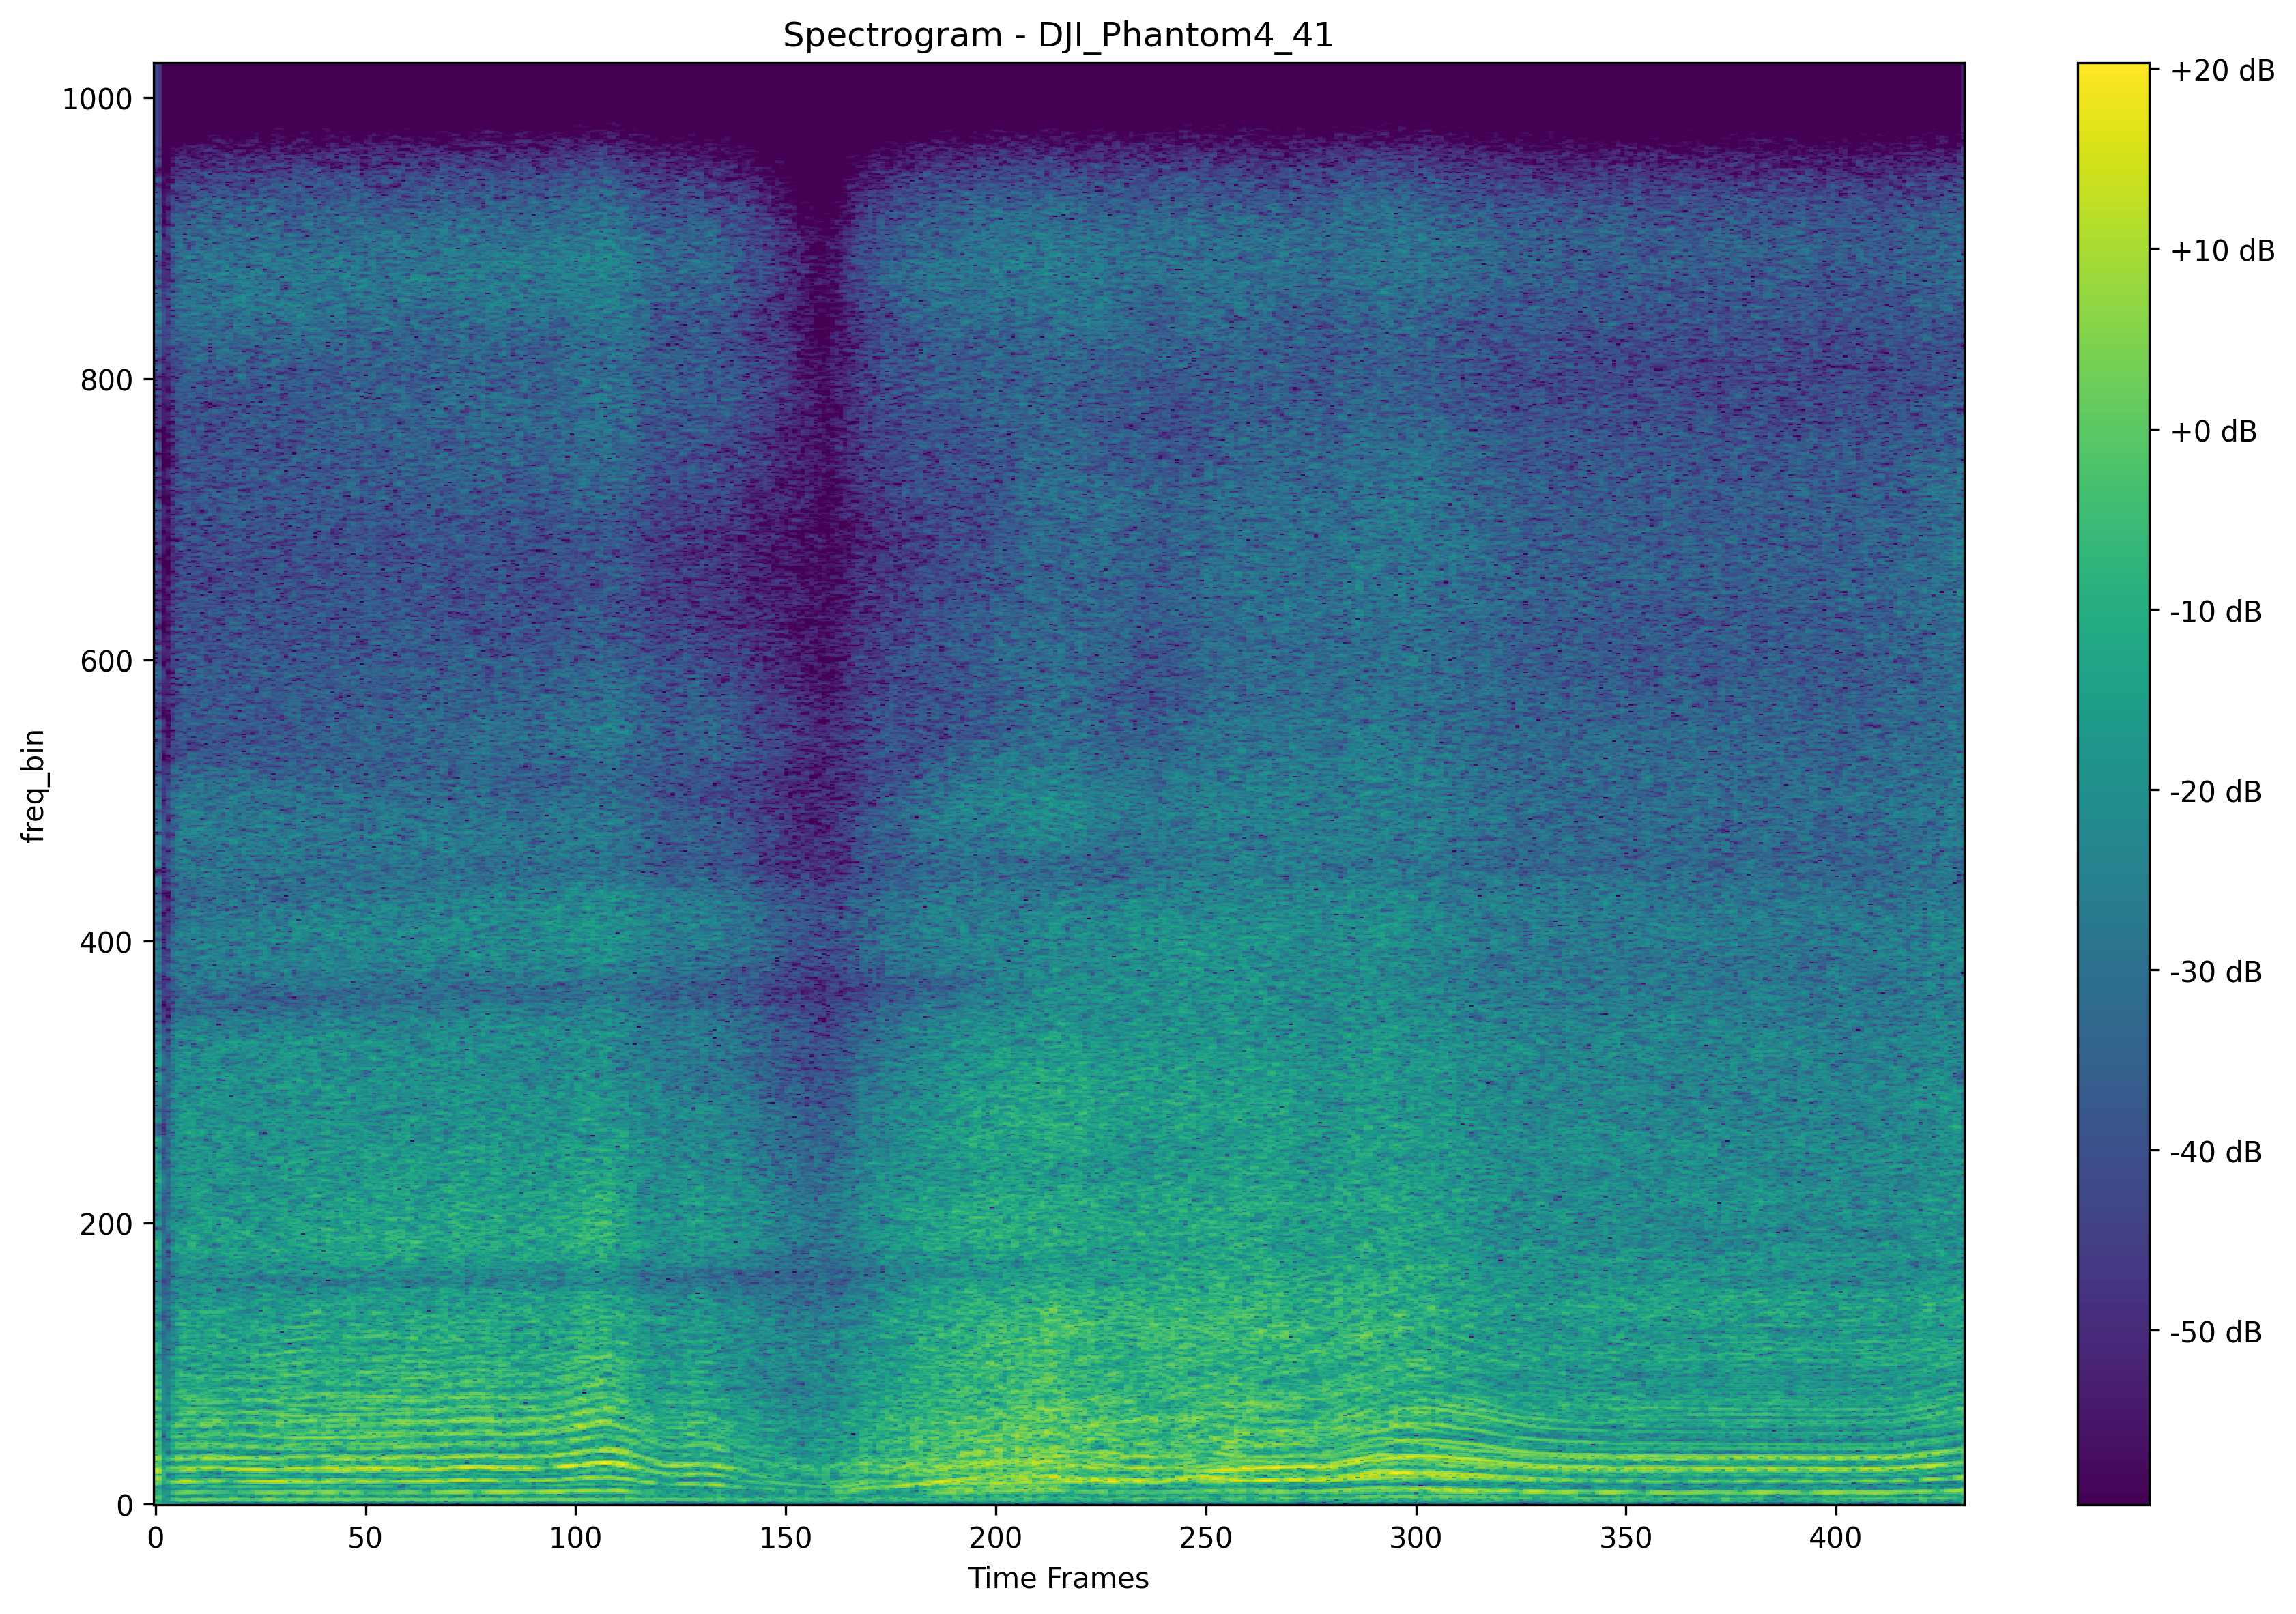 Spectrogram - DJI_Phantom4_41
1000
800
600
400
200
0
freq_bin
0 50 100 150 200 250 300 350 400
Time Frames
+20 dB
+10 dB
+0 dB
-10 dB
-20 dB
-30 dB
-40 dB
-50 dB